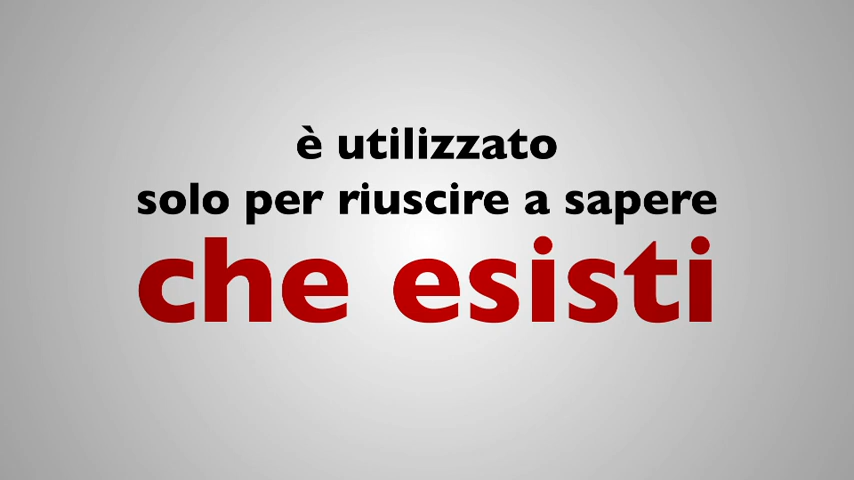 è utilizzato
solo per riuscire a sapere
che esisti